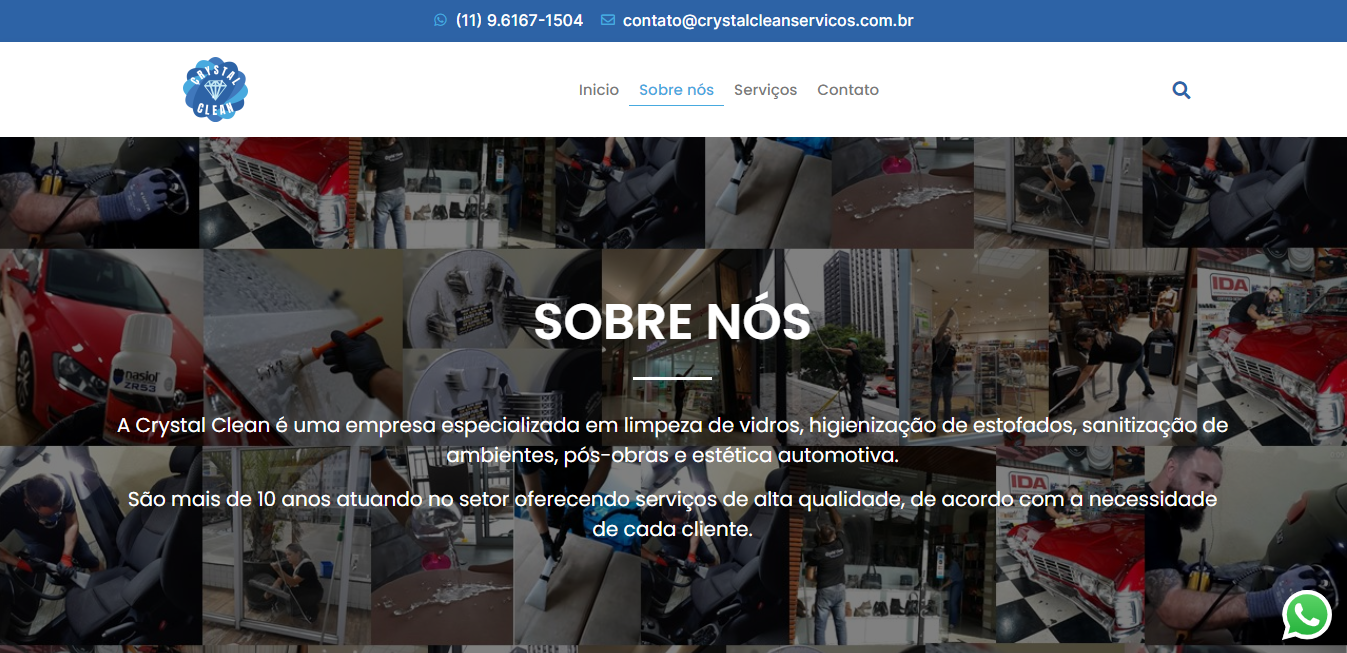 (11) 9.6167-1504 contato@crystalcleanservicos.com.br
CRYSTAL
CLEAN
Inicio Sobre nós Serviços Contato
SOBRE NÓS
A Crystal Clean é uma empresa especializada em limpeza de vidros, higienização de estofados, sanitização de
ambientes, pós-obras e estética automotiva.
São mais de 10 anos atuando no setor oferecendo serviços de alta qualidade, de acordo com a necessidade
de cada cliente.
IDA
nasiol
ZR53
IDA